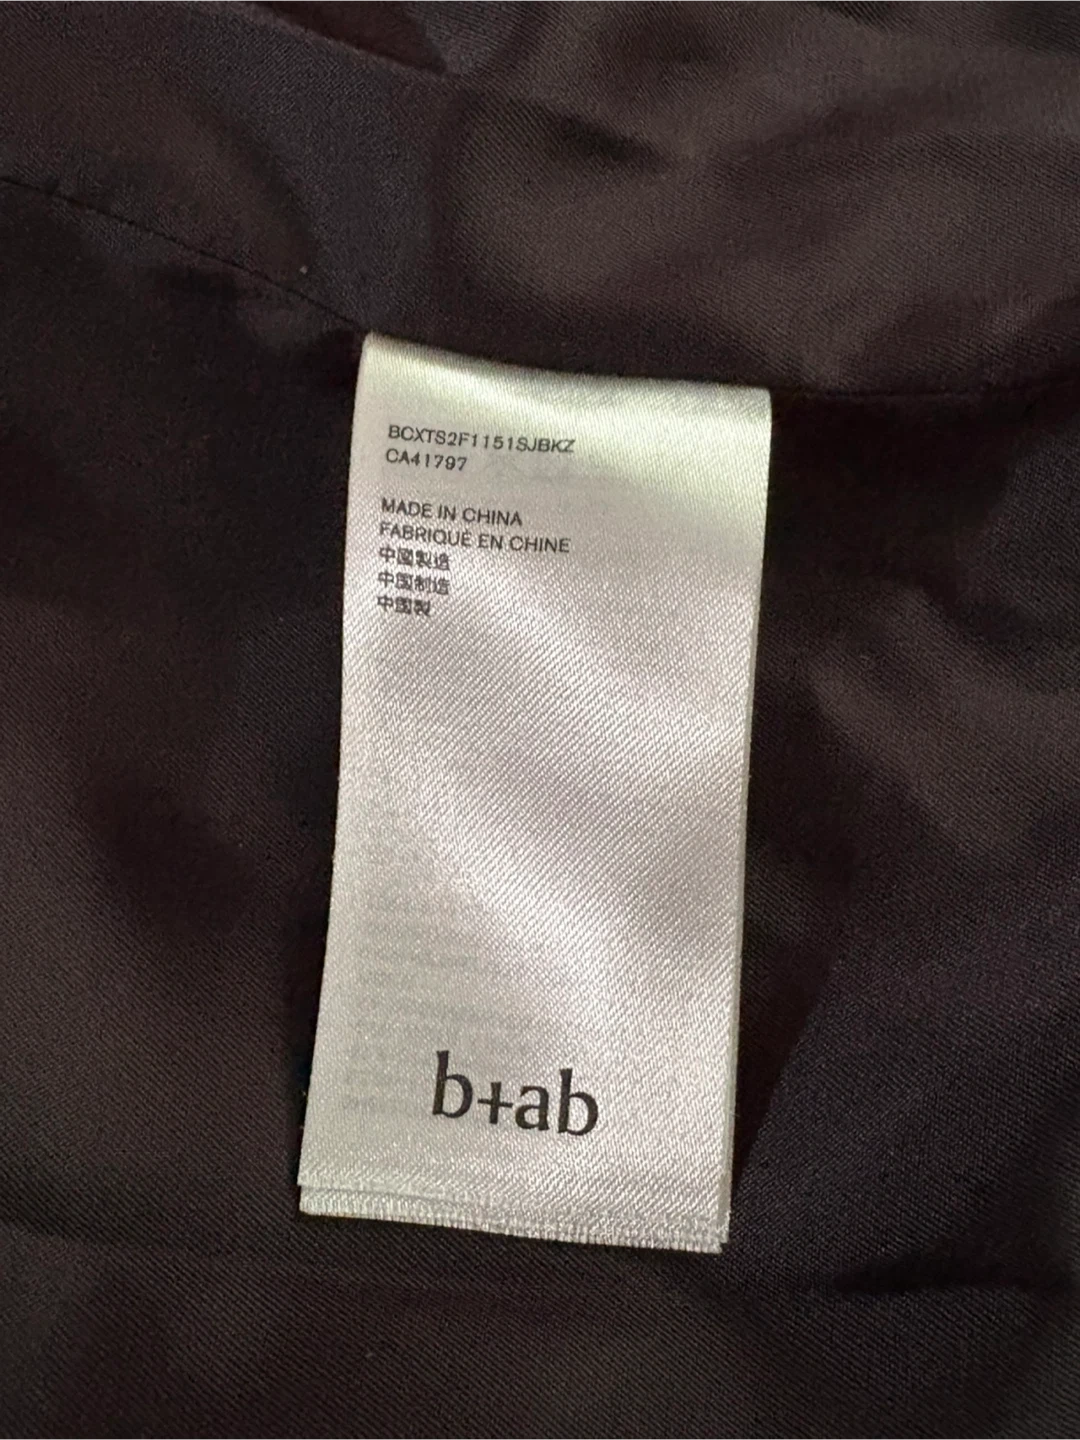 BCXTS2F1151SJBKZ
CA41797
MADE IN CHINA
FABRIQUÉ EN CHINE
中國製造
中国制造
中國製
b+ab